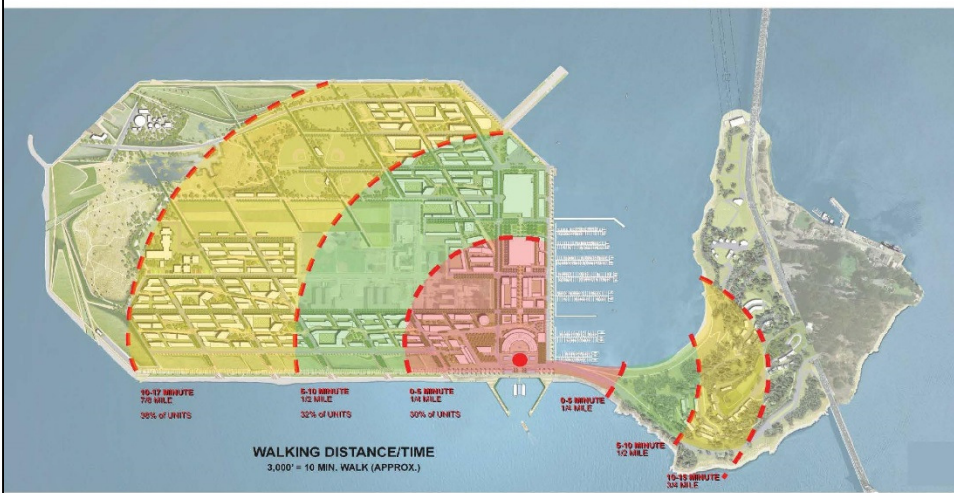 10-17 MINUTE
7/8 MILE
38% of UNITS
5-10 MINUTE
1/2 MILE
32% of UNITS
0-5 MINUTE
1/4 MILE
30% of UNITS
0-5 MINUTE
1/4 MILE
5-10 MINUTE
1/2 MILE
10-15 MINUTE
3/4 MILE
WALKING DISTANCE/TIME
3,000' = 10 MIN. WALK (APPROX.)